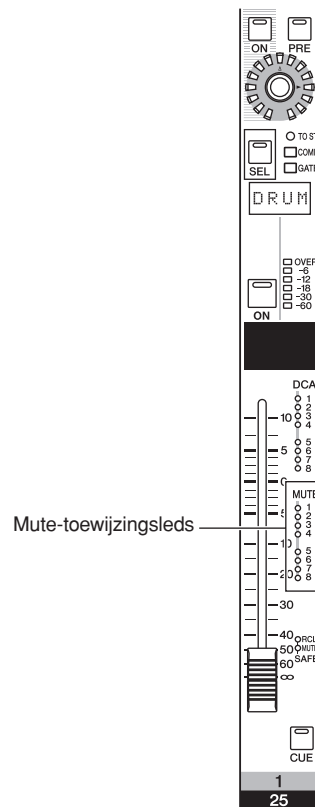 ON PRE
TO ST
COMP
SEL GATE
DRUM
OVER
-6
-12
-18
-30
-60
ON
DCA
1
2
10 3
4
5 5
6
7
8
0
MUTE
1
2
5 3
4
10 5
6
7
20 8
30
40 RCL
50 MUTE
60 SAFE
∞
CUE
1
25
Mute-toewijzingsleds